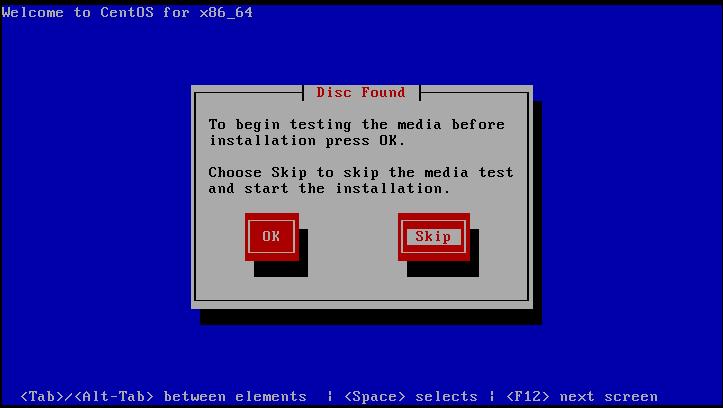 Welcome to CentOS for x86_64
Disc Found
To begin testing the media before
installation press OK.
Choose Skip to skip the media test
and start the installation.
OK Skip
<Tab>/<Alt-Tab> between elements | <Space> selects | <F12> next screen